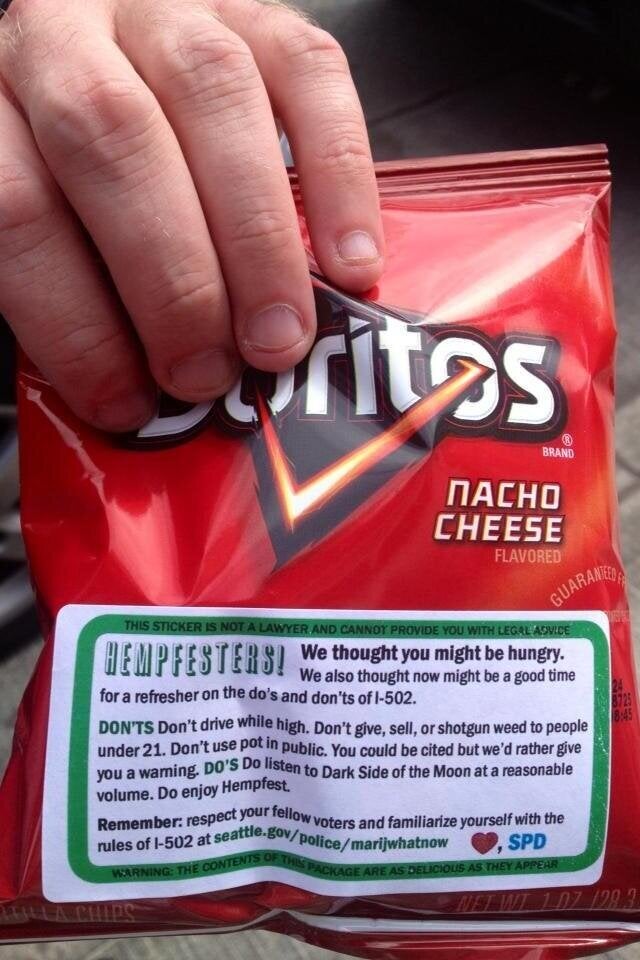 Doritos
® BRAND
NACHO
CHEESE
FLAVORED
GUARANTEED
THIS STICKER IS NOT A LAWYER AND CANNOT PROVIDE YOU WITH LEGAL ADVICE
HEMPFESTERS! We thought you might be hungry.
We also thought now might be a good time
for a refresher on the do's and don'ts of I-502.
DON'TS Don't drive while high. Don't give, sell, or shotgun weed to people
under 21. Don't use pot in public. You could be cited but we'd rather give
you a warning. DO'S Do listen to Dark Side of the Moon at a reasonable
volume. Do enjoy Hempfest.
Remember: respect your fellow voters and familiarize yourself with the
rules of I-502 at seattle.gov/police/marijwhatnow ❤, SPD
WARNING: THE CONTENTS OF THIS PACKAGE ARE AS DELICIOUS AS THEY APPEAR
CHIPS
NET WT.